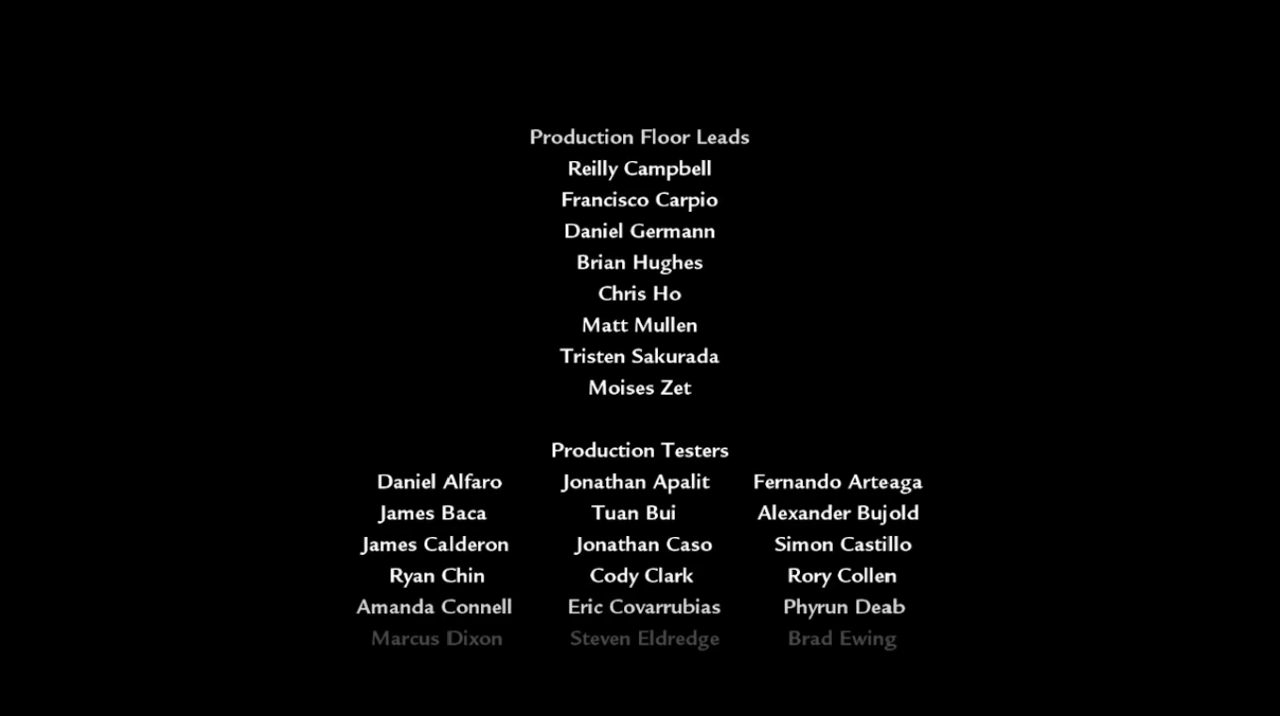 Production Floor Leads
Reilly Campbell
Francisco Carpio
Daniel Germann
Brian Hughes
Chris Ho
Matt Mullen
Tristen Sakurada
Moises Zet
Production Testers
Daniel Alfaro Jonathan Apalit Fernando Arteaga
James Baca Tuan Bui Alexander Bujold
James Calderon Jonathan Caso Simon Castillo
Ryan Chin Cody Clark Rory Collen
Amanda Connell Eric Covarrubias Phyrun Deab
Marcus Dixon Steven Eldredge Brad Ewing